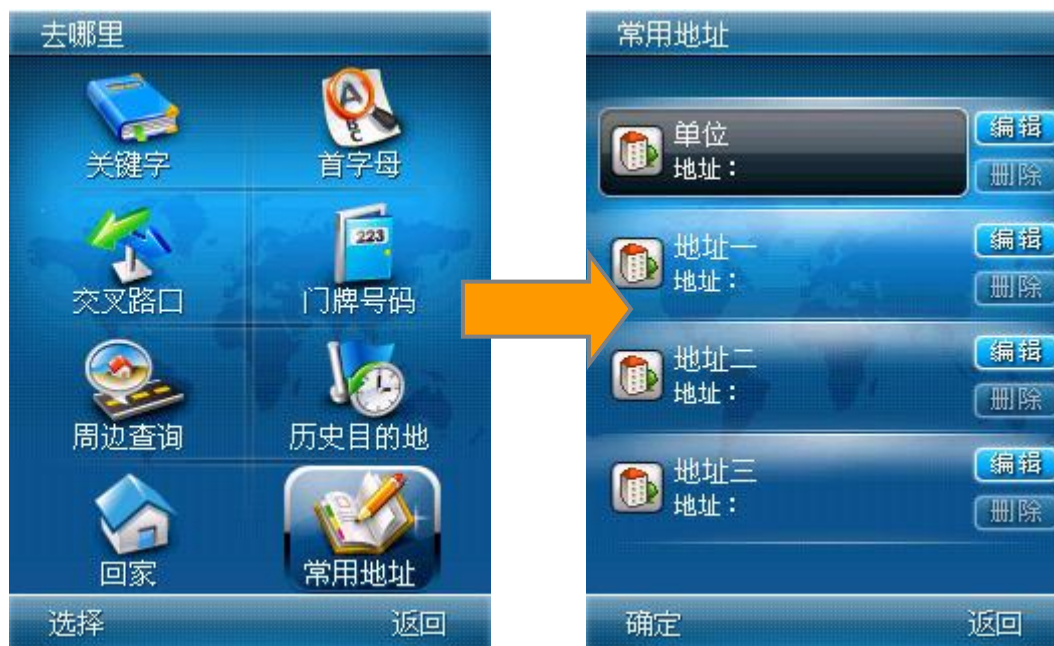 去哪里
关键字
首字母
A
B
C
223
交叉路口
门牌号码
周边查询
历史目的地
回家
常用地址
选择
返回
常用地址
单位
地址：
编辑
删除
地址一
地址：
编辑
删除
地址二
地址：
编辑
删除
地址三
地址：
编辑
删除
确定
返回